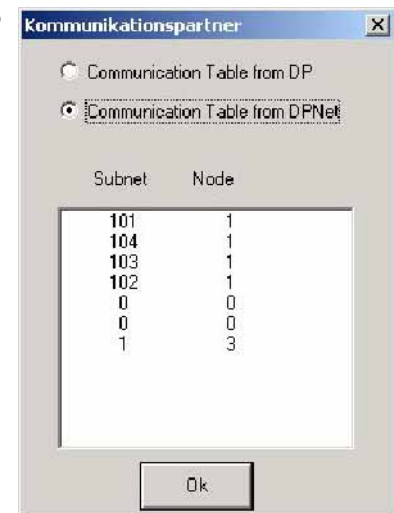 Kommunikationspartner
Communication Table from DP
Communication Table from DPNet
Subnet Node
101 1
104 1
103 1
102 1
0 0
0 0
1 3
Ok